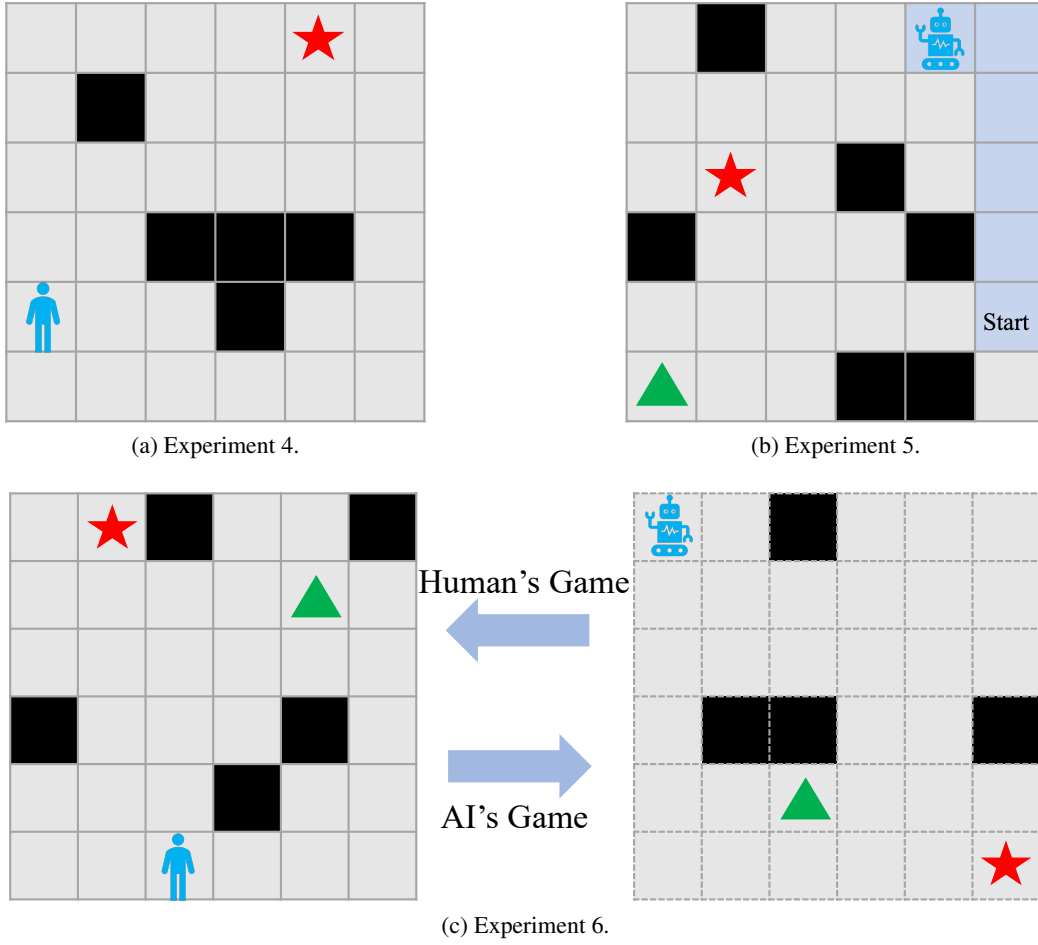 Start
(a) Experiment 4.
(b) Experiment 5.
Human’s Game
AI’s Game
(c) Experiment 6.